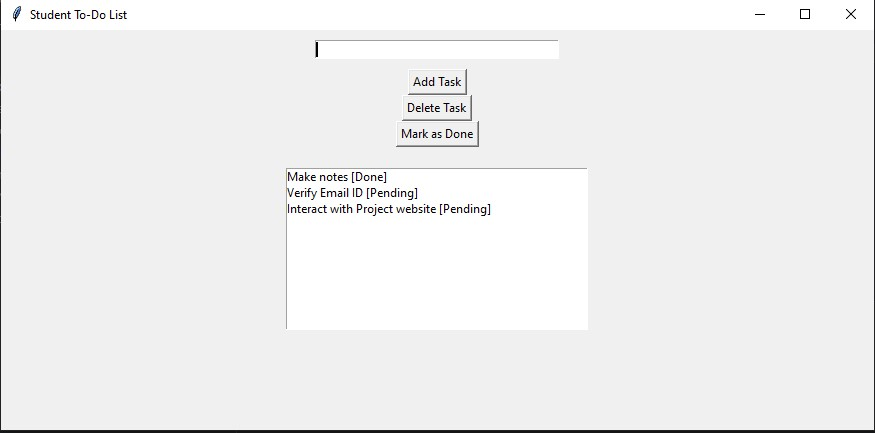 Student To-Do List
Add Task
Delete Task
Mark as Done
Make notes [Done]
Verify Email ID [Pending]
Interact with Project website [Pending]